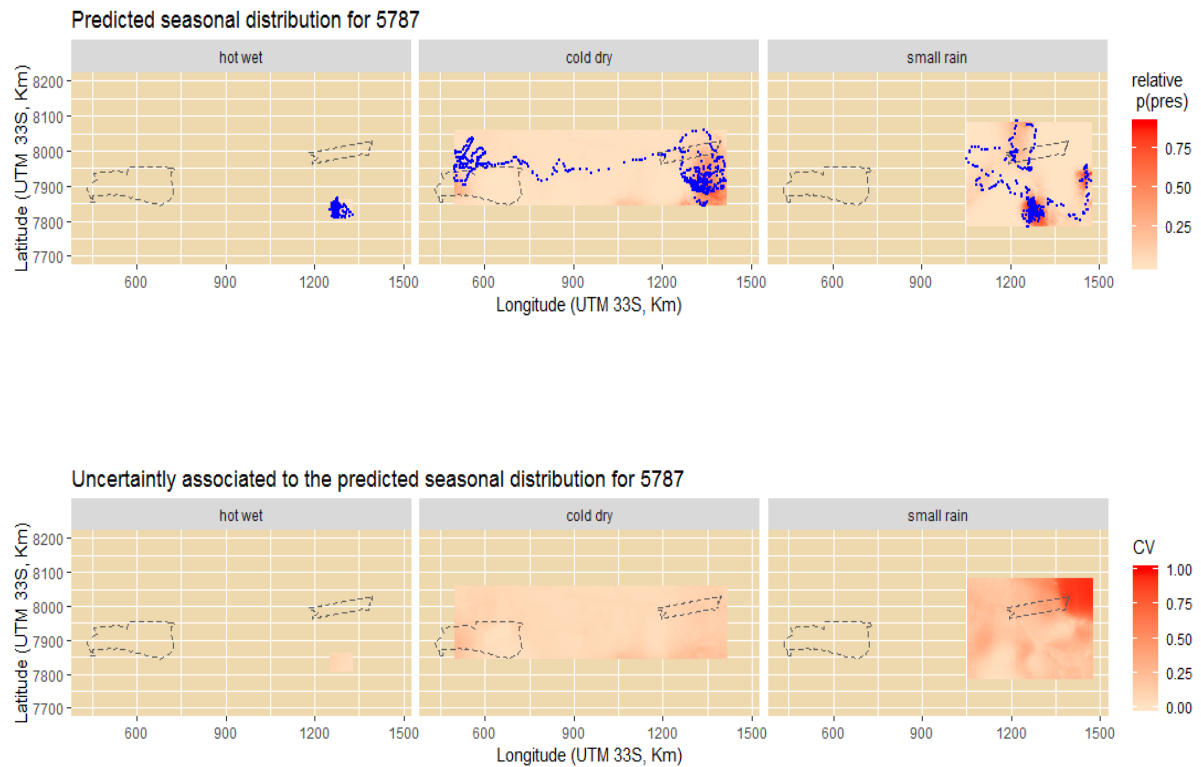 Predicted seasonal distribution for 5787
hot wet
cold dry
small rain
8200
8100
8000
7900
7800
7700
Latitude (UTM 33S, Km)
600
900
1200
1500
600
900
1200
1500
600
900
1200
1500
Longitude (UTM 33S, Km)
relative
p(pres)
0.75
0.50
0.25
Uncertaintly associated to the predicted seasonal distribution for 5787
hot wet
cold dry
small rain
8200
8100
8000
7900
7800
7700
Latitude (UTM 33S, Km)
600
900
1200
1500
600
900
1200
1500
600
900
1200
1500
Longitude (UTM 33S, Km)
CV
1.00
0.75
0.50
0.25
0.00